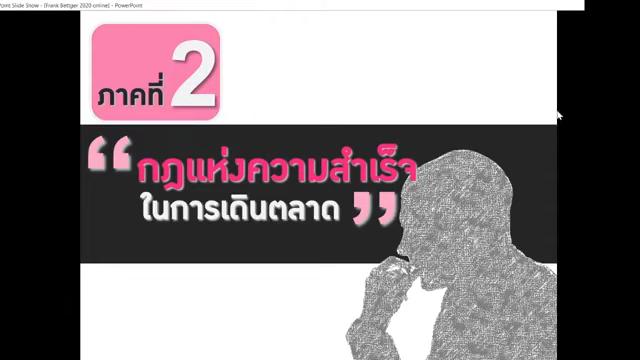 Point Slide Show - [Frank Bettger 2020-online] - PowerPoint
ภาคที่ 2
“กฎแห่งความสำเร็จ
ในการเดินตลาด”